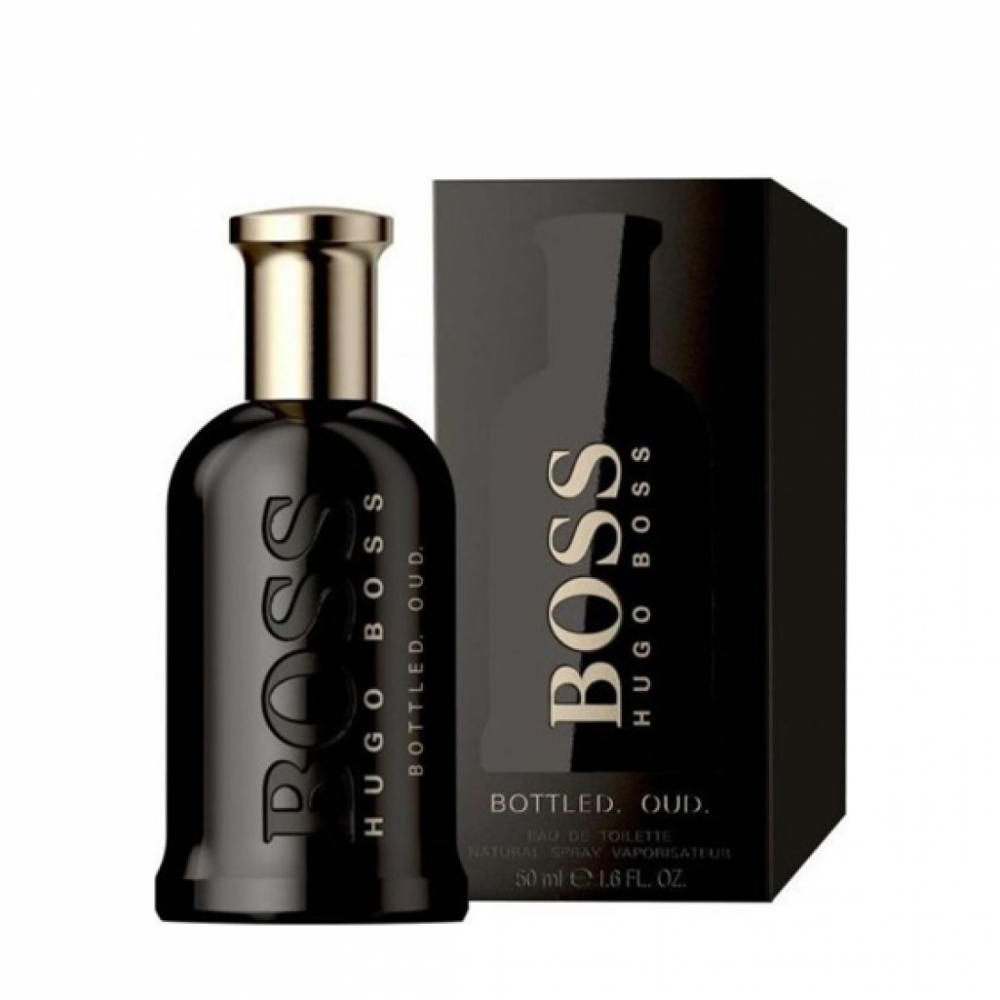 BOSS
HUGO BOSS
BOTTLED. OUD.
BOSS
HUGO BOSS
BOTTLED. OUD.
EAU DE TOILETTE
NATURAL SPRAY VAPORISATEUR
50 ml ℮ 1.6 FL. OZ.